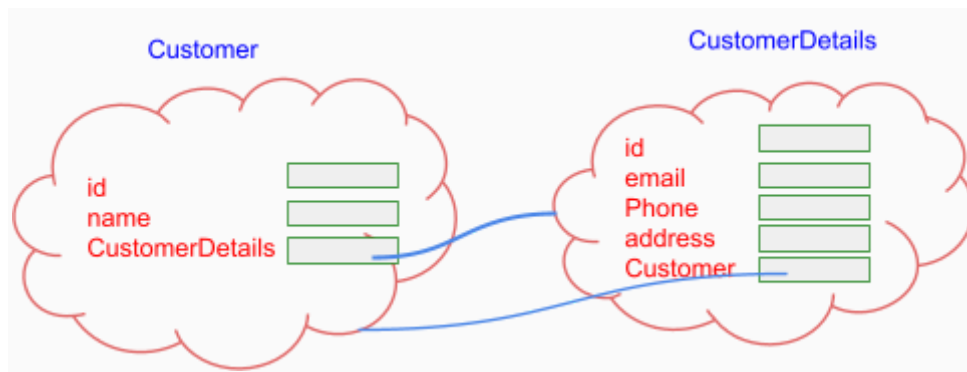 Customer
id
name
CustomerDetails
CustomerDetails
id
email
Phone
address
Customer